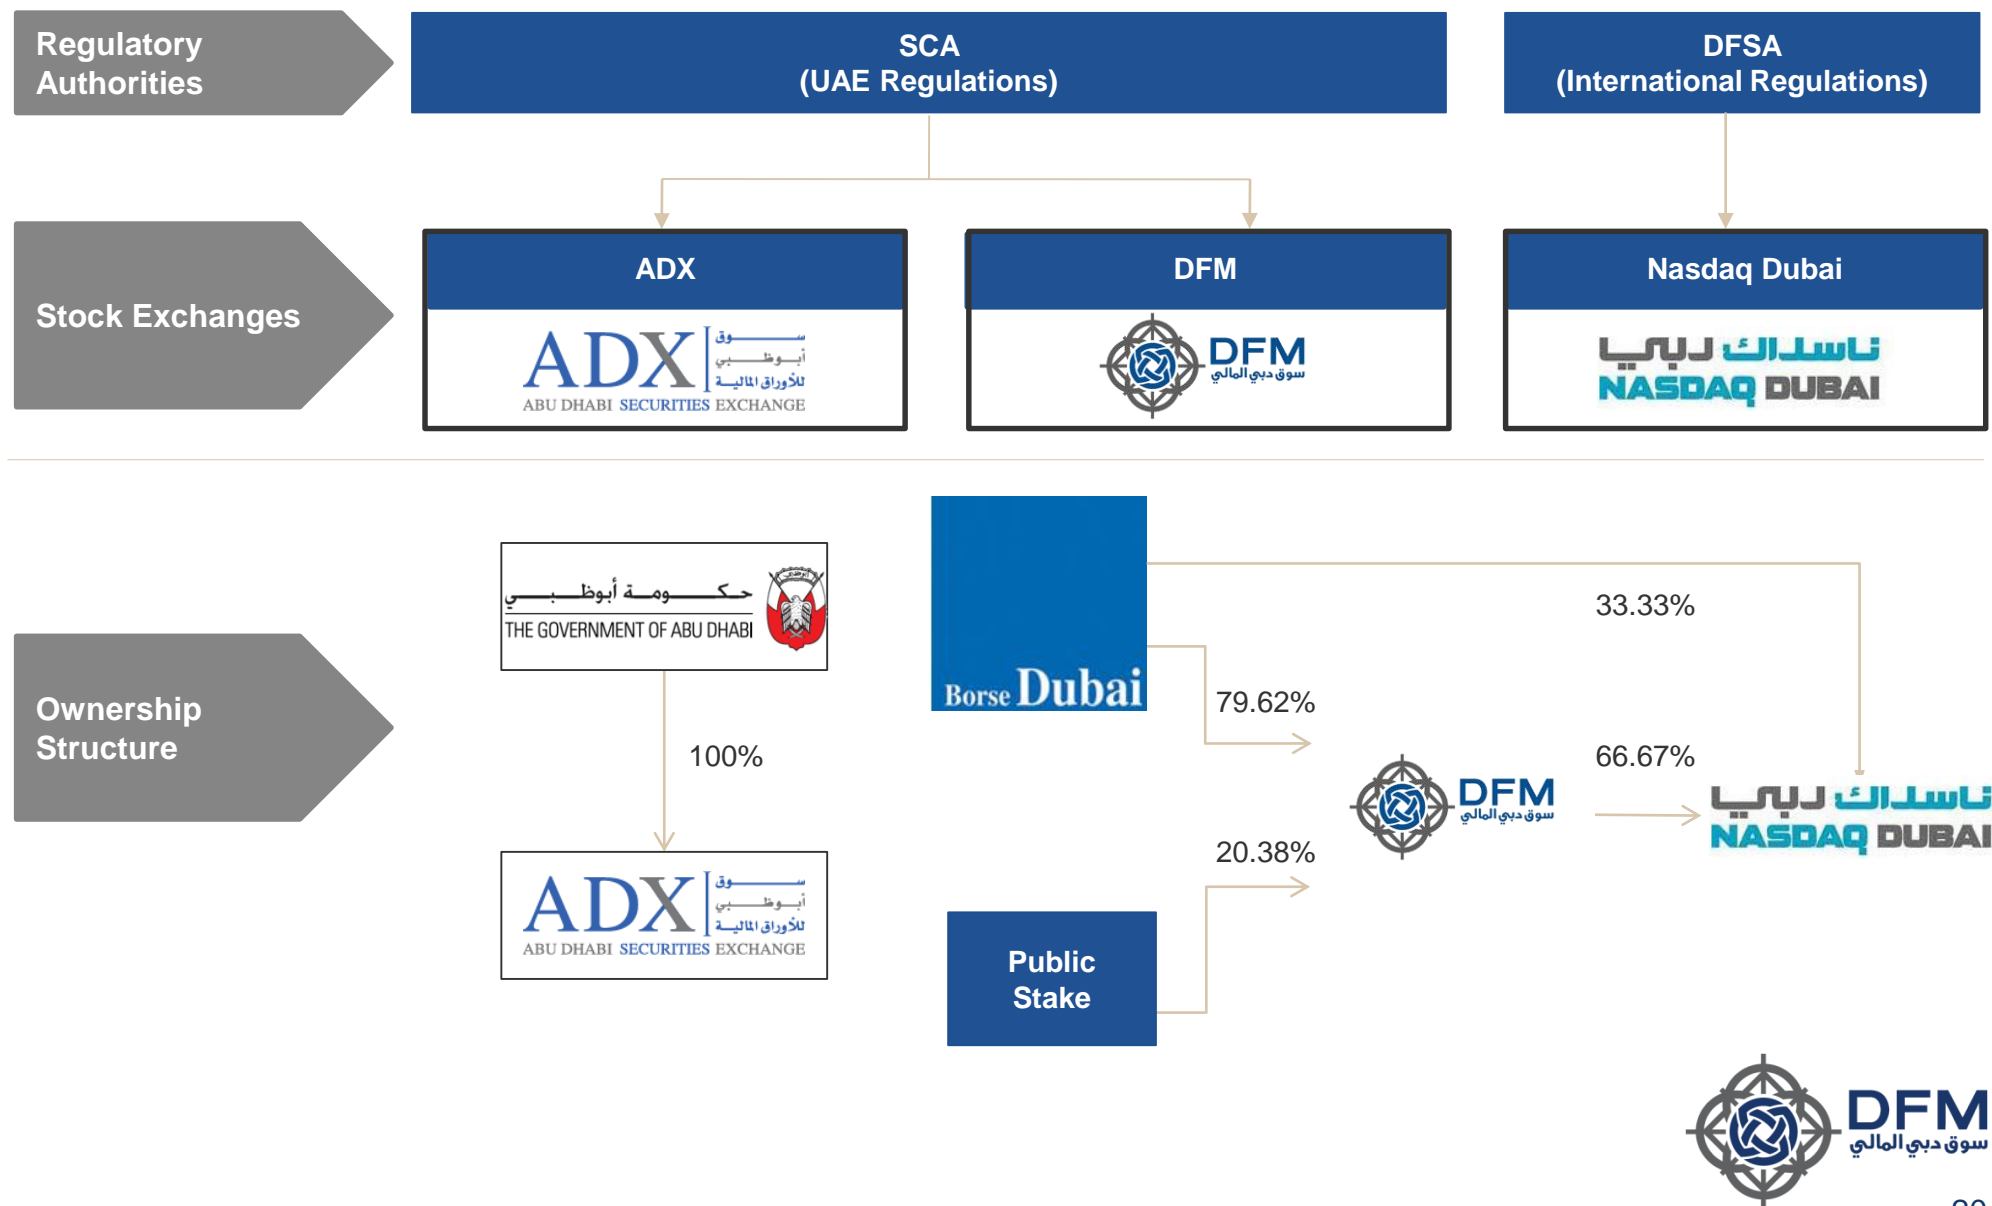 Regulatory
Authorities
SCA
(UAE Regulations)
DFSA
(International Regulations)
Stock Exchanges
ADX
DFM
Nasdaq Dubai
ADX
سوق
أبوظبي
للأوراق المالية
ABU DHABI SECURITIES EXCHANGE
DFM
سوق دبي المالي
ناسداك دبي
NASDAQ DUBAI
Ownership
Structure
حكومة أبوظبي
THE GOVERNMENT OF ABU DHABI
100%
ADX
سوق
أبوظبي
للأوراق المالية
ABU DHABI SECURITIES EXCHANGE
Borse Dubai
33.33%
79.62%
66.67%
20.38%
DFM
سوق دبي المالي
ناسداك دبي
NASDAQ DUBAI
Public
Stake
DFM
سوق دبي المالي